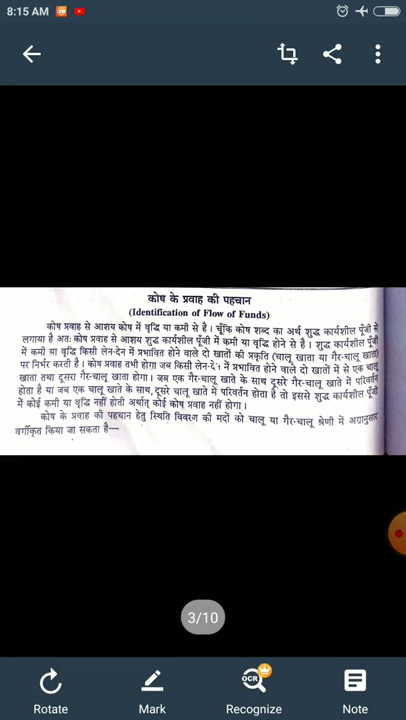 8:15 AM
कोष के प्रवाह की पहचान
(Identification of Flow of Funds)
कोष प्रवाह से आशय कोष में वृद्धि या कमी से है। चूँकि कोष शब्द का अर्थ शुद्ध कार्यशील पूँजी से
लगाया है अतः कोष प्रवाह से आशय शुद्ध कार्यशील पूँजी में कमी या वृद्धि होने से है। शुद्ध कार्यशील पूँजी
में कमी या वृद्धि किसी लेन-देन में प्रभावित होने वाले दो खातों की प्रकृति (चालू खाता या गैर-चालू खाता)
पर निर्भर करती है। कोष प्रवाह तभी होगा जब किसी लेन-देन में प्रभावित होने वाले दो खातों में से एक चालू
खाता तथा दूसरा गैर-चालू खाता होगा। जब एक गैर-चालू खाते के साथ दूसरे गैर-चालू खाते में परिवर्तन
होता है या जब एक चालू खाते के साथ, दूसरे चालू खाते में परिवर्तन होता है तो इससे शुद्ध कार्यशील पूँजी
में कोई कमी या वृद्धि नहीं होती अर्थात् कोई कोष प्रवाह नहीं होगा।
कोष के प्रवाह की पहचान हेतु स्थिति विवरण की मदों को चालू या गैर-चालू श्रेणी में अग्रानुसार
वर्गीकृत किया जा सकता है—
3/10
Rotate
Mark
OCR
Recognize
Note